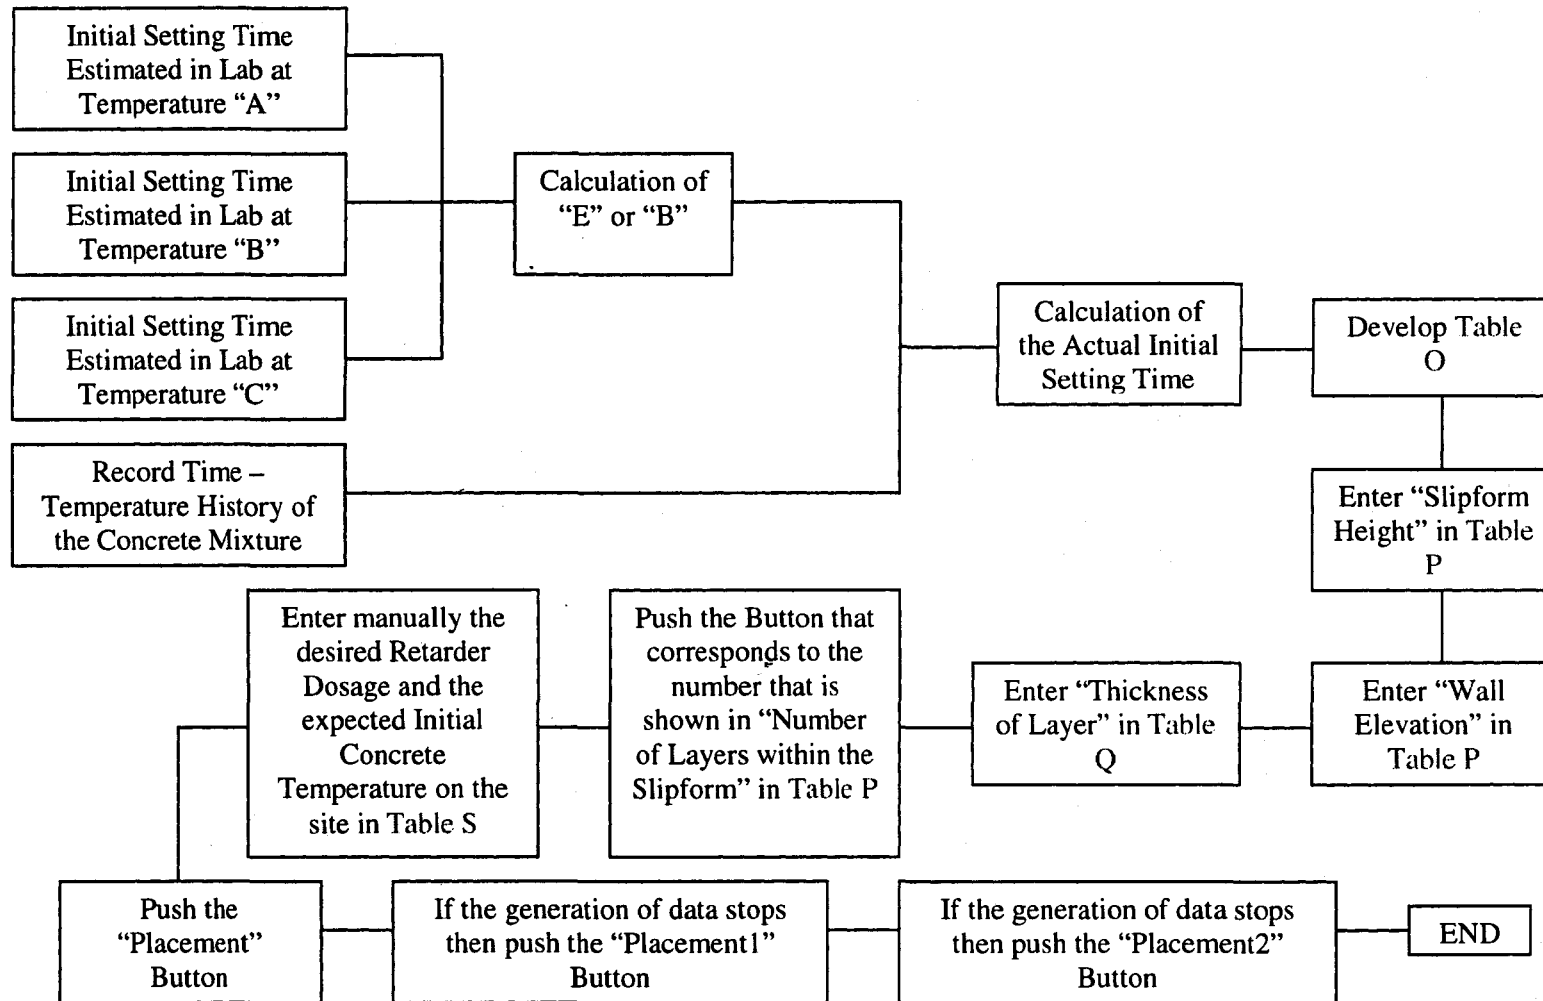 Initial Setting Time
Estimated in Lab at
Temperature “A”
Initial Setting Time
Estimated in Lab at
Temperature “B”
Initial Setting Time
Estimated in Lab at
Temperature “C”
Record Time –
Temperature History of
the Concrete Mixture
Calculation of
“E” or “B”
Calculation of
the Actual Initial
Setting Time
Develop Table
O
Enter “Slipform
Height” in Table
P
Enter “Wall
Elevation” in
Table P
Enter “Thickness
of Layer” in Table
Q
Push the Button that
corresponds to the
number that is
shown in “Number
of Layers within the
Slipform” in Table P
Enter manually the
desired Retarder
Dosage and the
expected Initial
Concrete
Temperature on the
site in Table S
Push the
“Placement”
Button
If the generation of data stops
then push the “Placement1”
Button
If the generation of data stops
then push the “Placement2”
Button
END